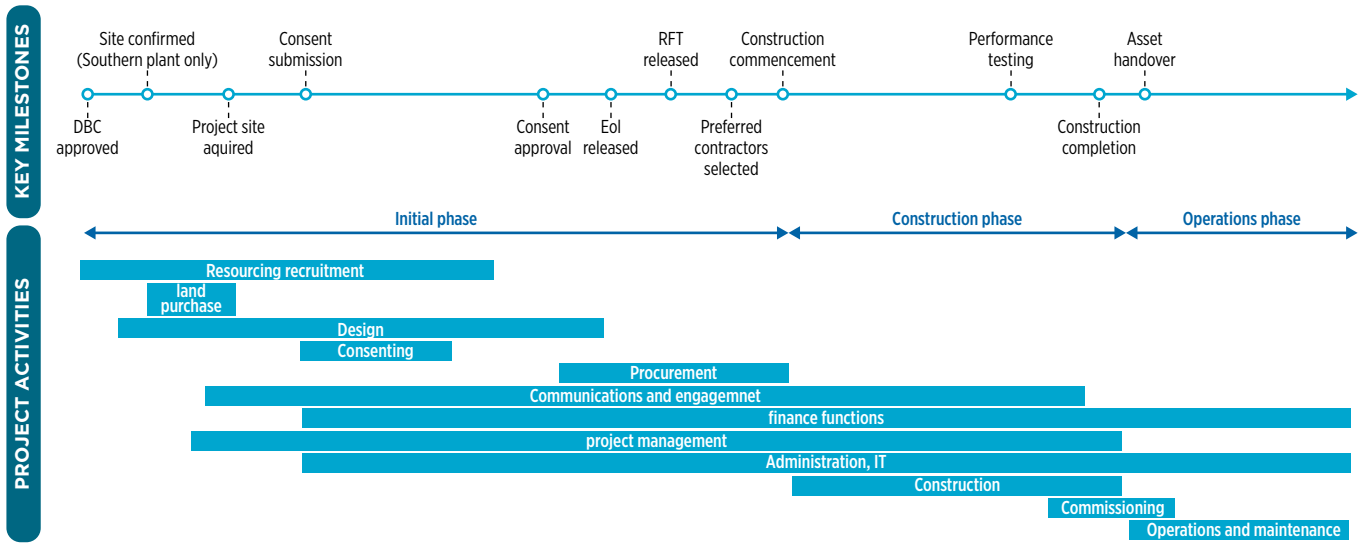 KEY MILESTONES
Site confirmed
(Southern plant only)
Consent
submission
RFT
released
Construction
commencement
Performance
testing
Asset
handover
DBC
approved
Project site
aquired
Consent
approval
EoI
released
Preferred
contractors
selected
Construction
completion
PROJECT ACTIVITIES
Initial phase
Construction phase
Operations phase
Resourcing recruitment
land
purchase
Design
Consenting
Procurement
Communications and engagemnet
finance functions
project management
Administration, IT
Construction
Commissioning
Operations and maintenance